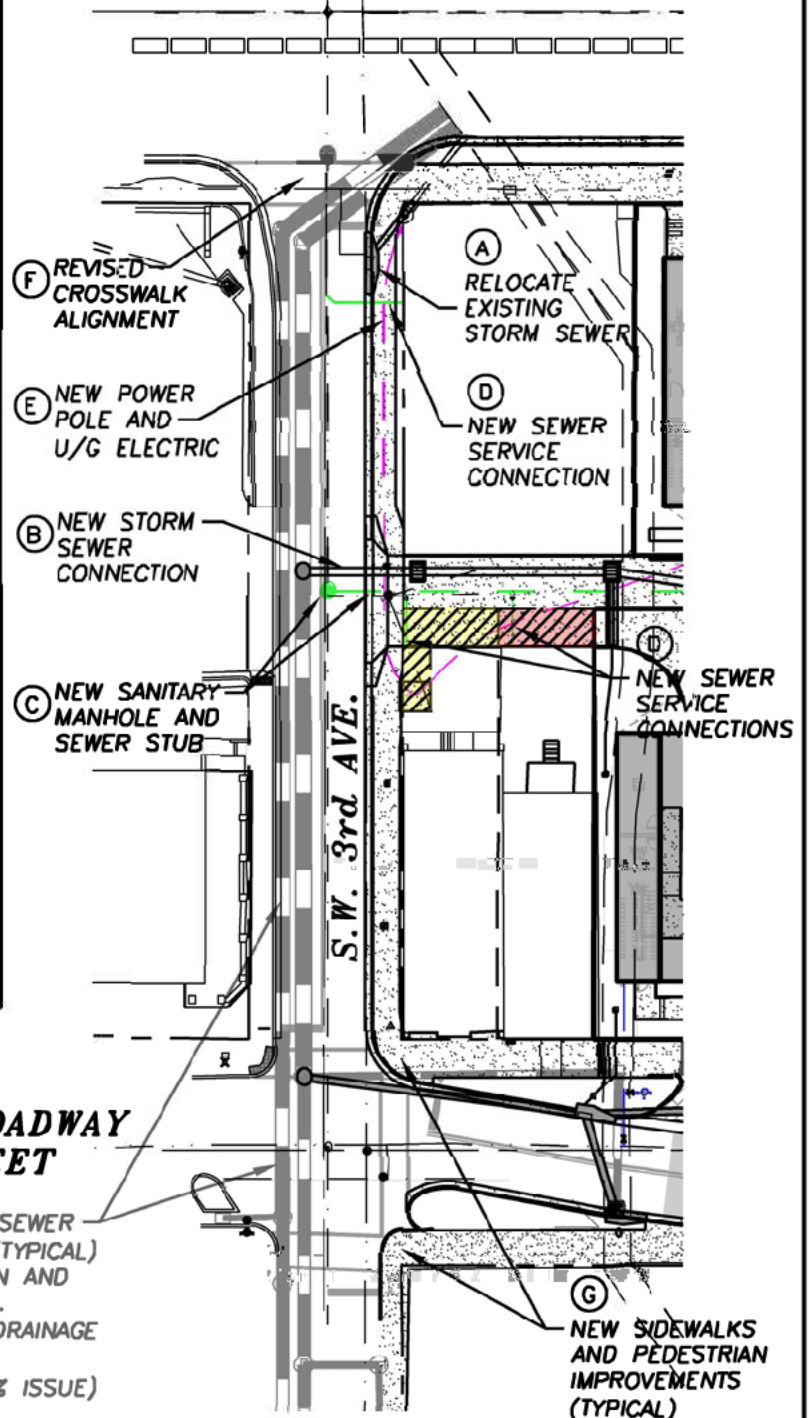 F REVISED
CROSSWALK
ALIGNMENT
A
RELOCATE
EXISTING
STORM SEWER
E NEW POWER
POLE AND
U/G ELECTRIC
D
NEW SEWER
SERVICE
CONNECTION
B NEW STORM
SEWER
CONNECTION
C NEW SANITARY
MANHOLE AND
SEWER STUB
D
NEW SEWER
SERVICE
CONNECTIONS
S.W. 3rd AVE.
OADWAY
EET
SEWER
(TYPICAL)
N AND
DRAINAGE
% ISSUE)
G
NEW SIDEWALKS
AND PEDESTRIAN
IMPROVEMENTS
(TYPICAL)